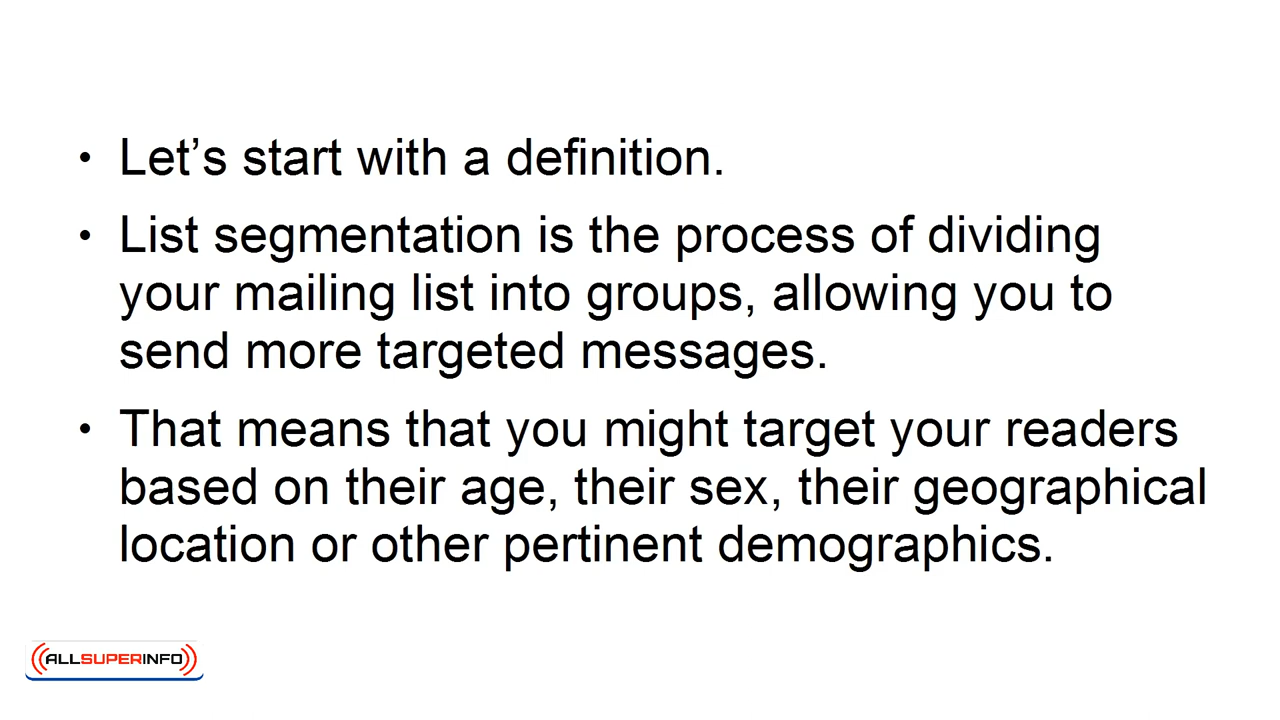 • Let’s start with a definition.
• List segmentation is the process of dividing
your mailing list into groups, allowing you to
send more targeted messages.
• That means that you might target your readers
based on their age, their sex, their geographical
location or other pertinent demographics.
ALLSUPERINFO